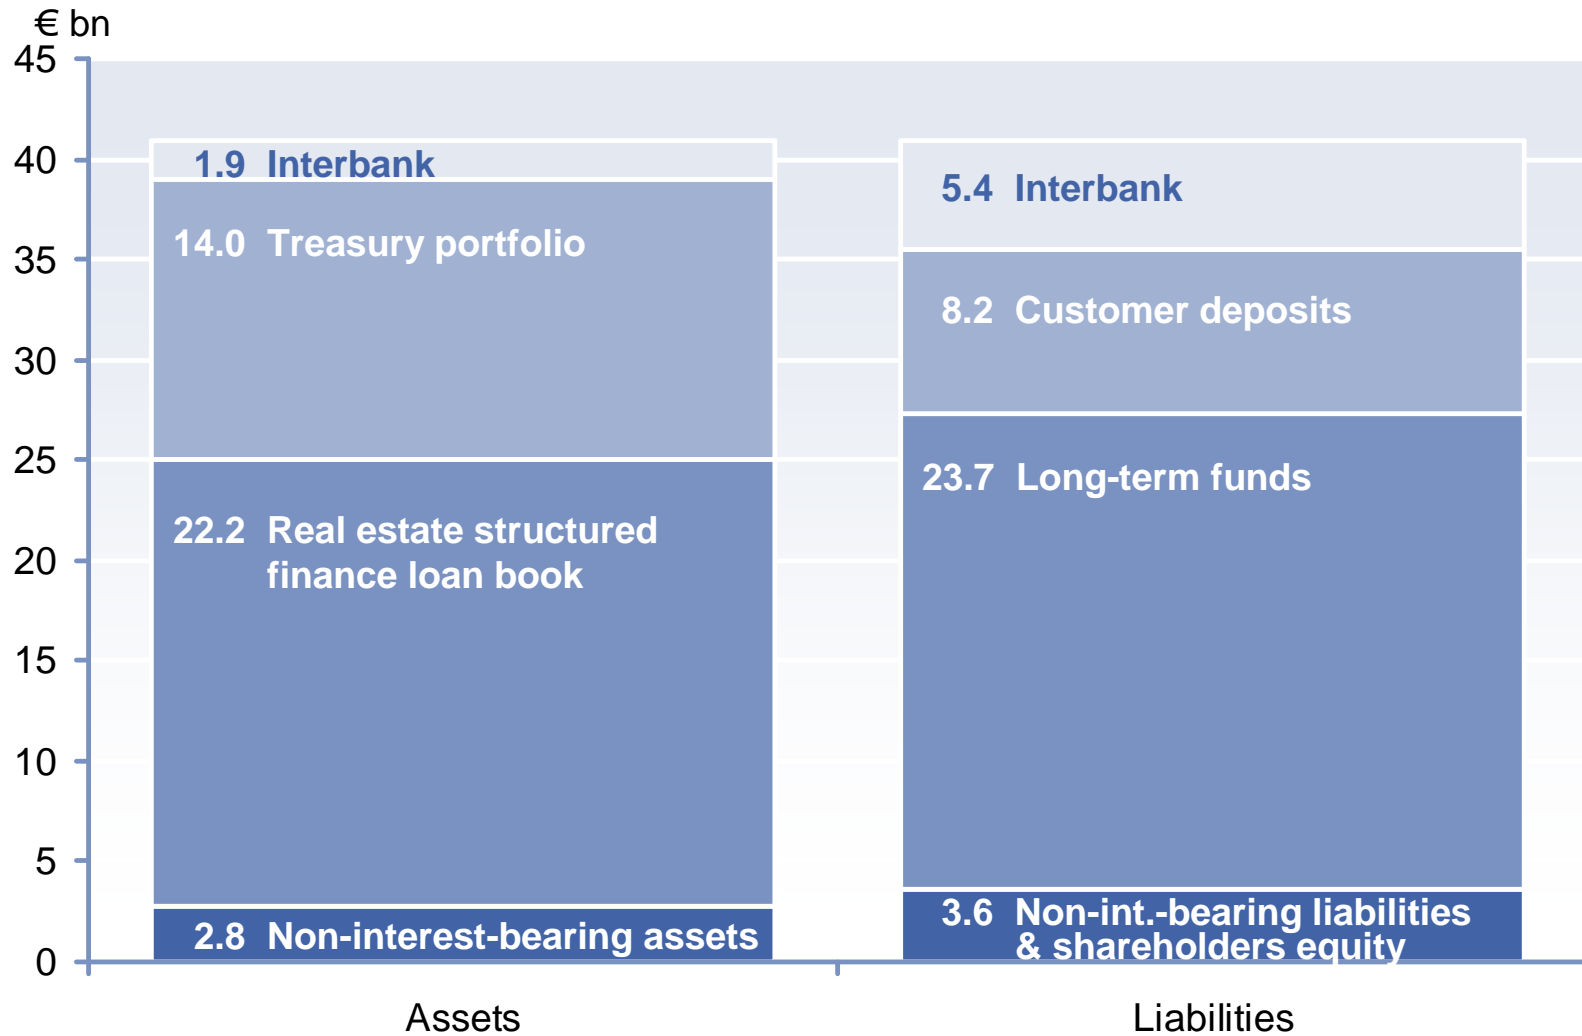 € bn
45
40
35
30
25
20
15
10
5
0
1.9 Interbank
14.0 Treasury portfolio
22.2 Real estate structured
finance loan book
2.8 Non-interest-bearing assets
5.4 Interbank
8.2 Customer deposits
23.7 Long-term funds
3.6 Non-int.-bearing liabilities
& shareholders equity
Assets
Liabilities